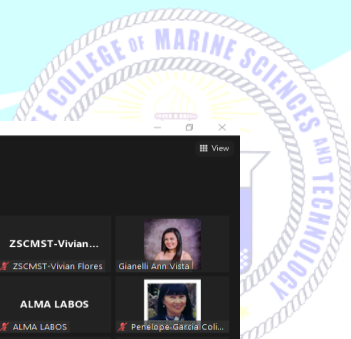 COLLEGE OF MARINE SCIENCES AND TECHNOLOGY
View
ZSCMST-Vivian...
ZSCMST-Vivian Flores
Gianelli Ann Vista
ALMA LABOS
ALMA LABOS
Penelope Garcia Coli...